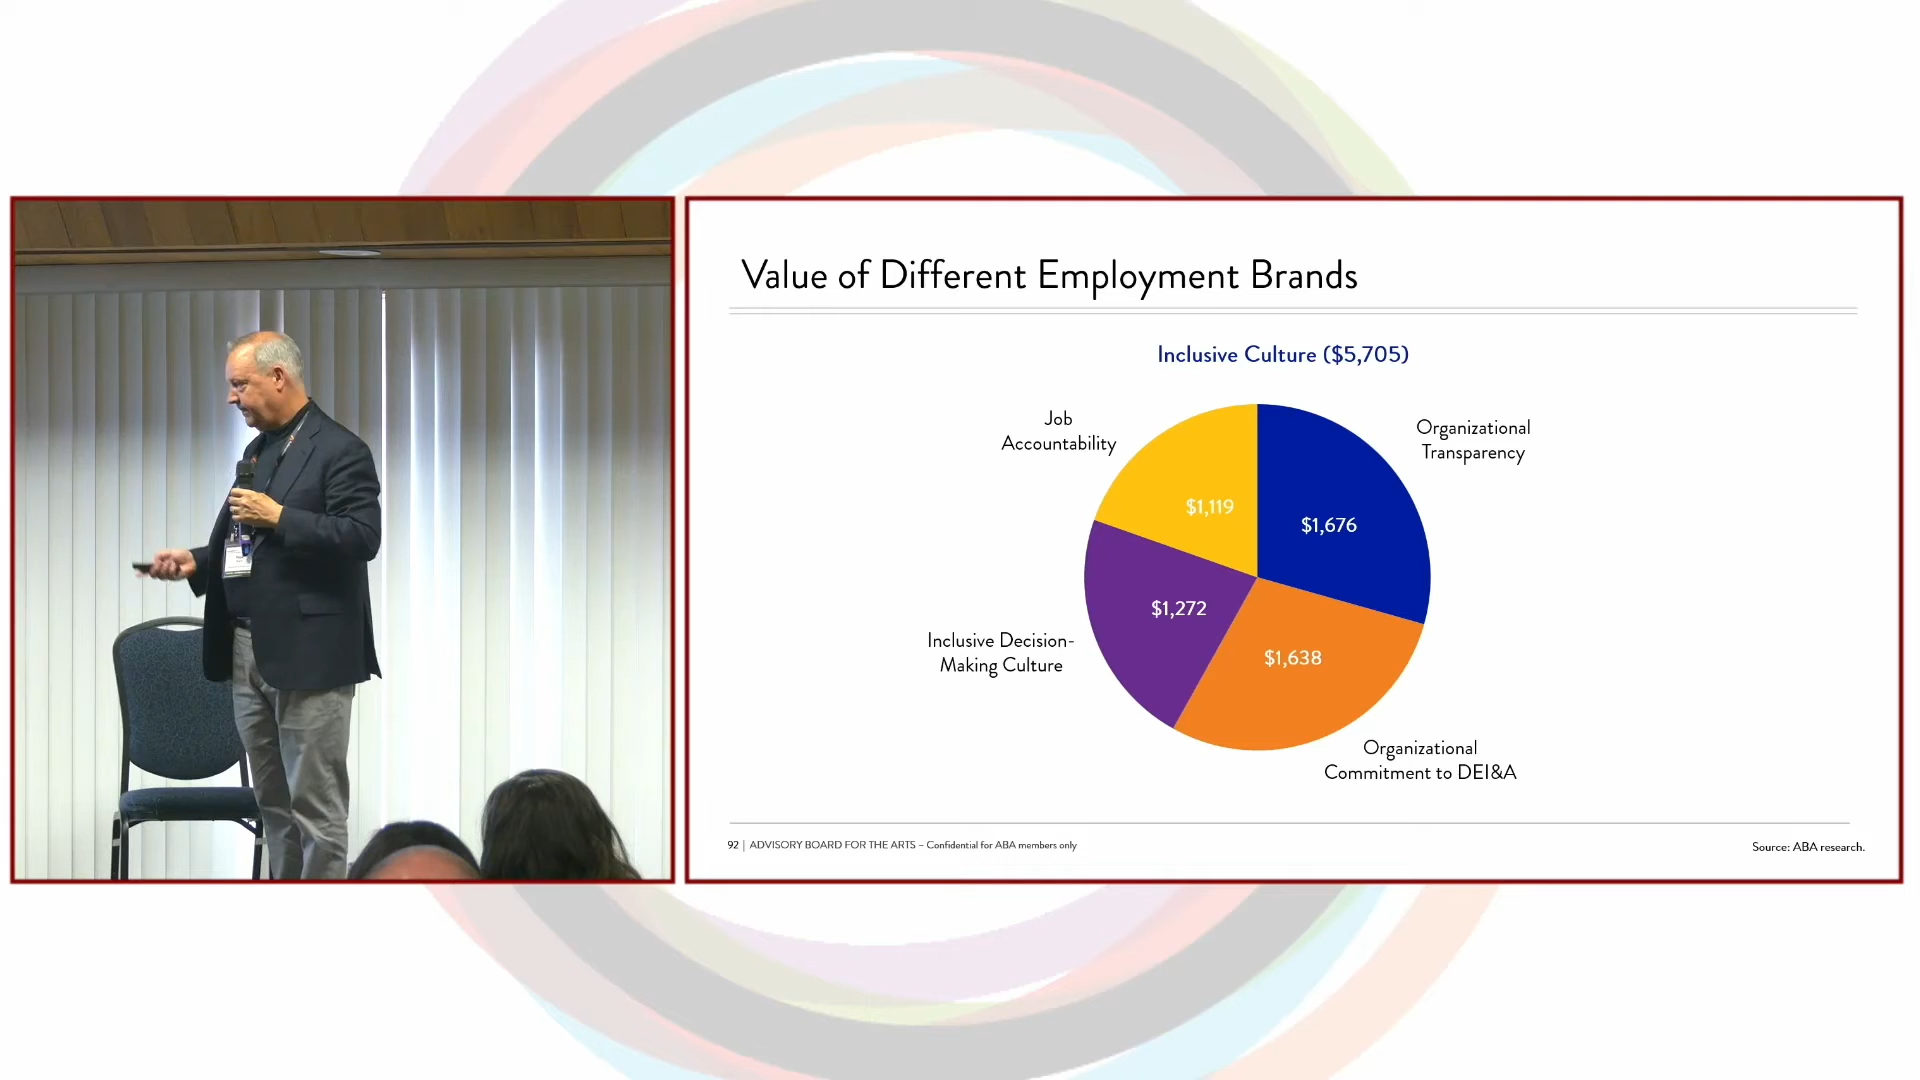 Value of Different Employment Brands
Inclusive Culture ($5,705)
Job
Accountability
Organizational
Transparency
$1,119
$1,676
$1,272
$1,638
Inclusive Decision-
Making Culture
Organizational
Commitment to DEI&A
92 | ADVISORY BOARD FOR THE ARTS – Confidential for ABA members only
Source: ABA research.